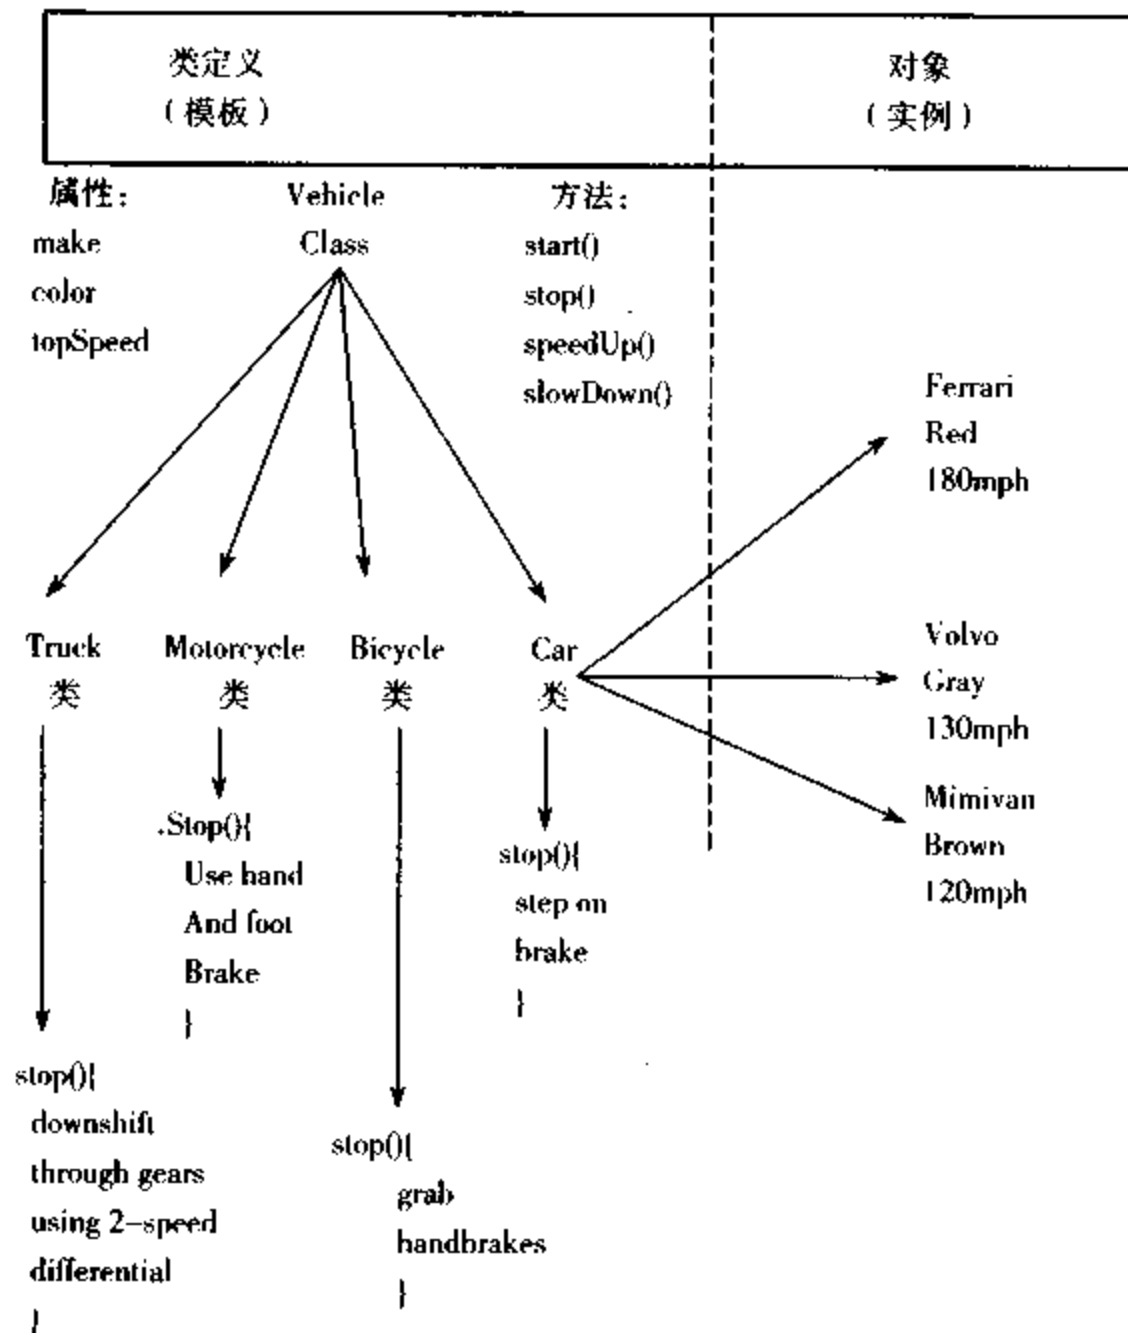 类定义
（模板）
对象
（实例）
属性：
make
color
topSpeed
Vehicle
Class
方法：
start()
stop()
speedUp()
slowDown()
Ferrari
Red
180mph
Truck
类
Motorcycle
类
Bicycle
类
Car
类
Volvo
Gray
130mph
Mimivan
Brown
120mph
.Stop(){
Use hand
And foot
Brake
}
stop(){
step on
brake
}
stop(){
downshift
through gears
using 2-speed
differential
}
stop(){
grab
handbrakes
}